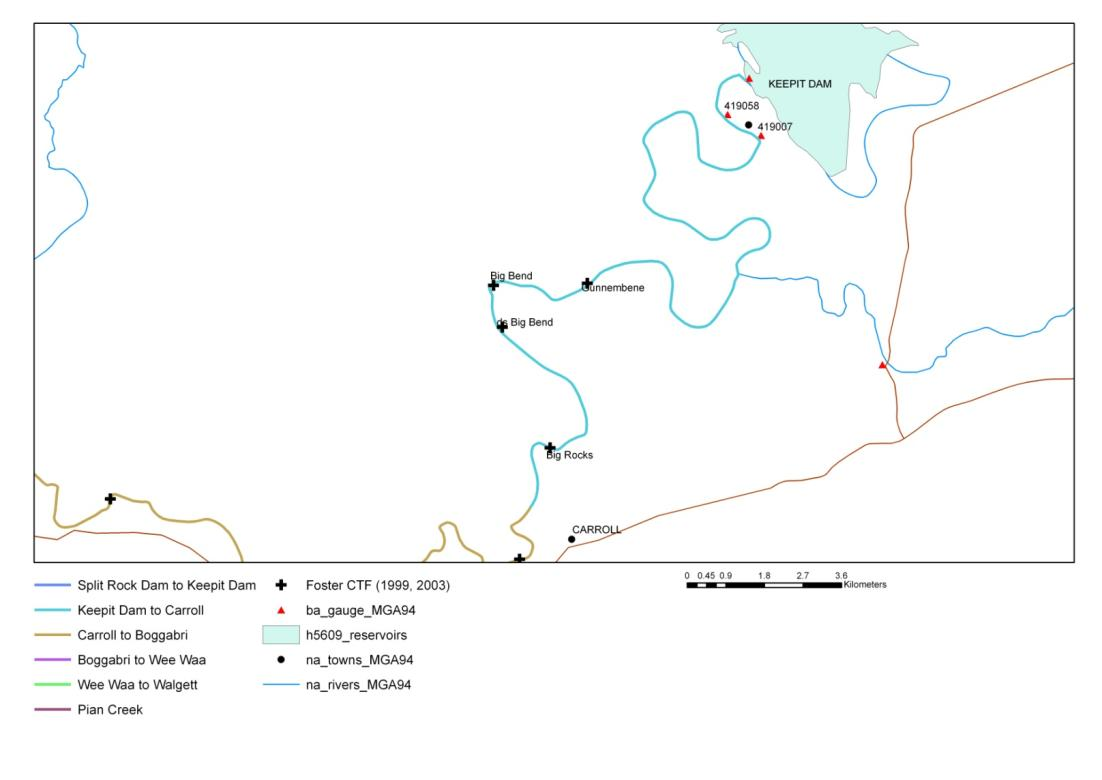 KEEPIT DAM
419058
419007
Big Bend
Gunnembene
ds Big Bend
Big Rocks
CARROLL
0 0.45 0.9 1.8 2.7 3.6
Kilometers
Split Rock Dam to Keepit Dam
Keepit Dam to Carroll
Carroll to Boggabri
Boggabri to Wee Waa
Wee Waa to Walgett
Pian Creek
Foster CTF (1999, 2003)
ba_gauge_MGA94
h5609_reservoirs
na_towns_MGA94
na_rivers_MGA94